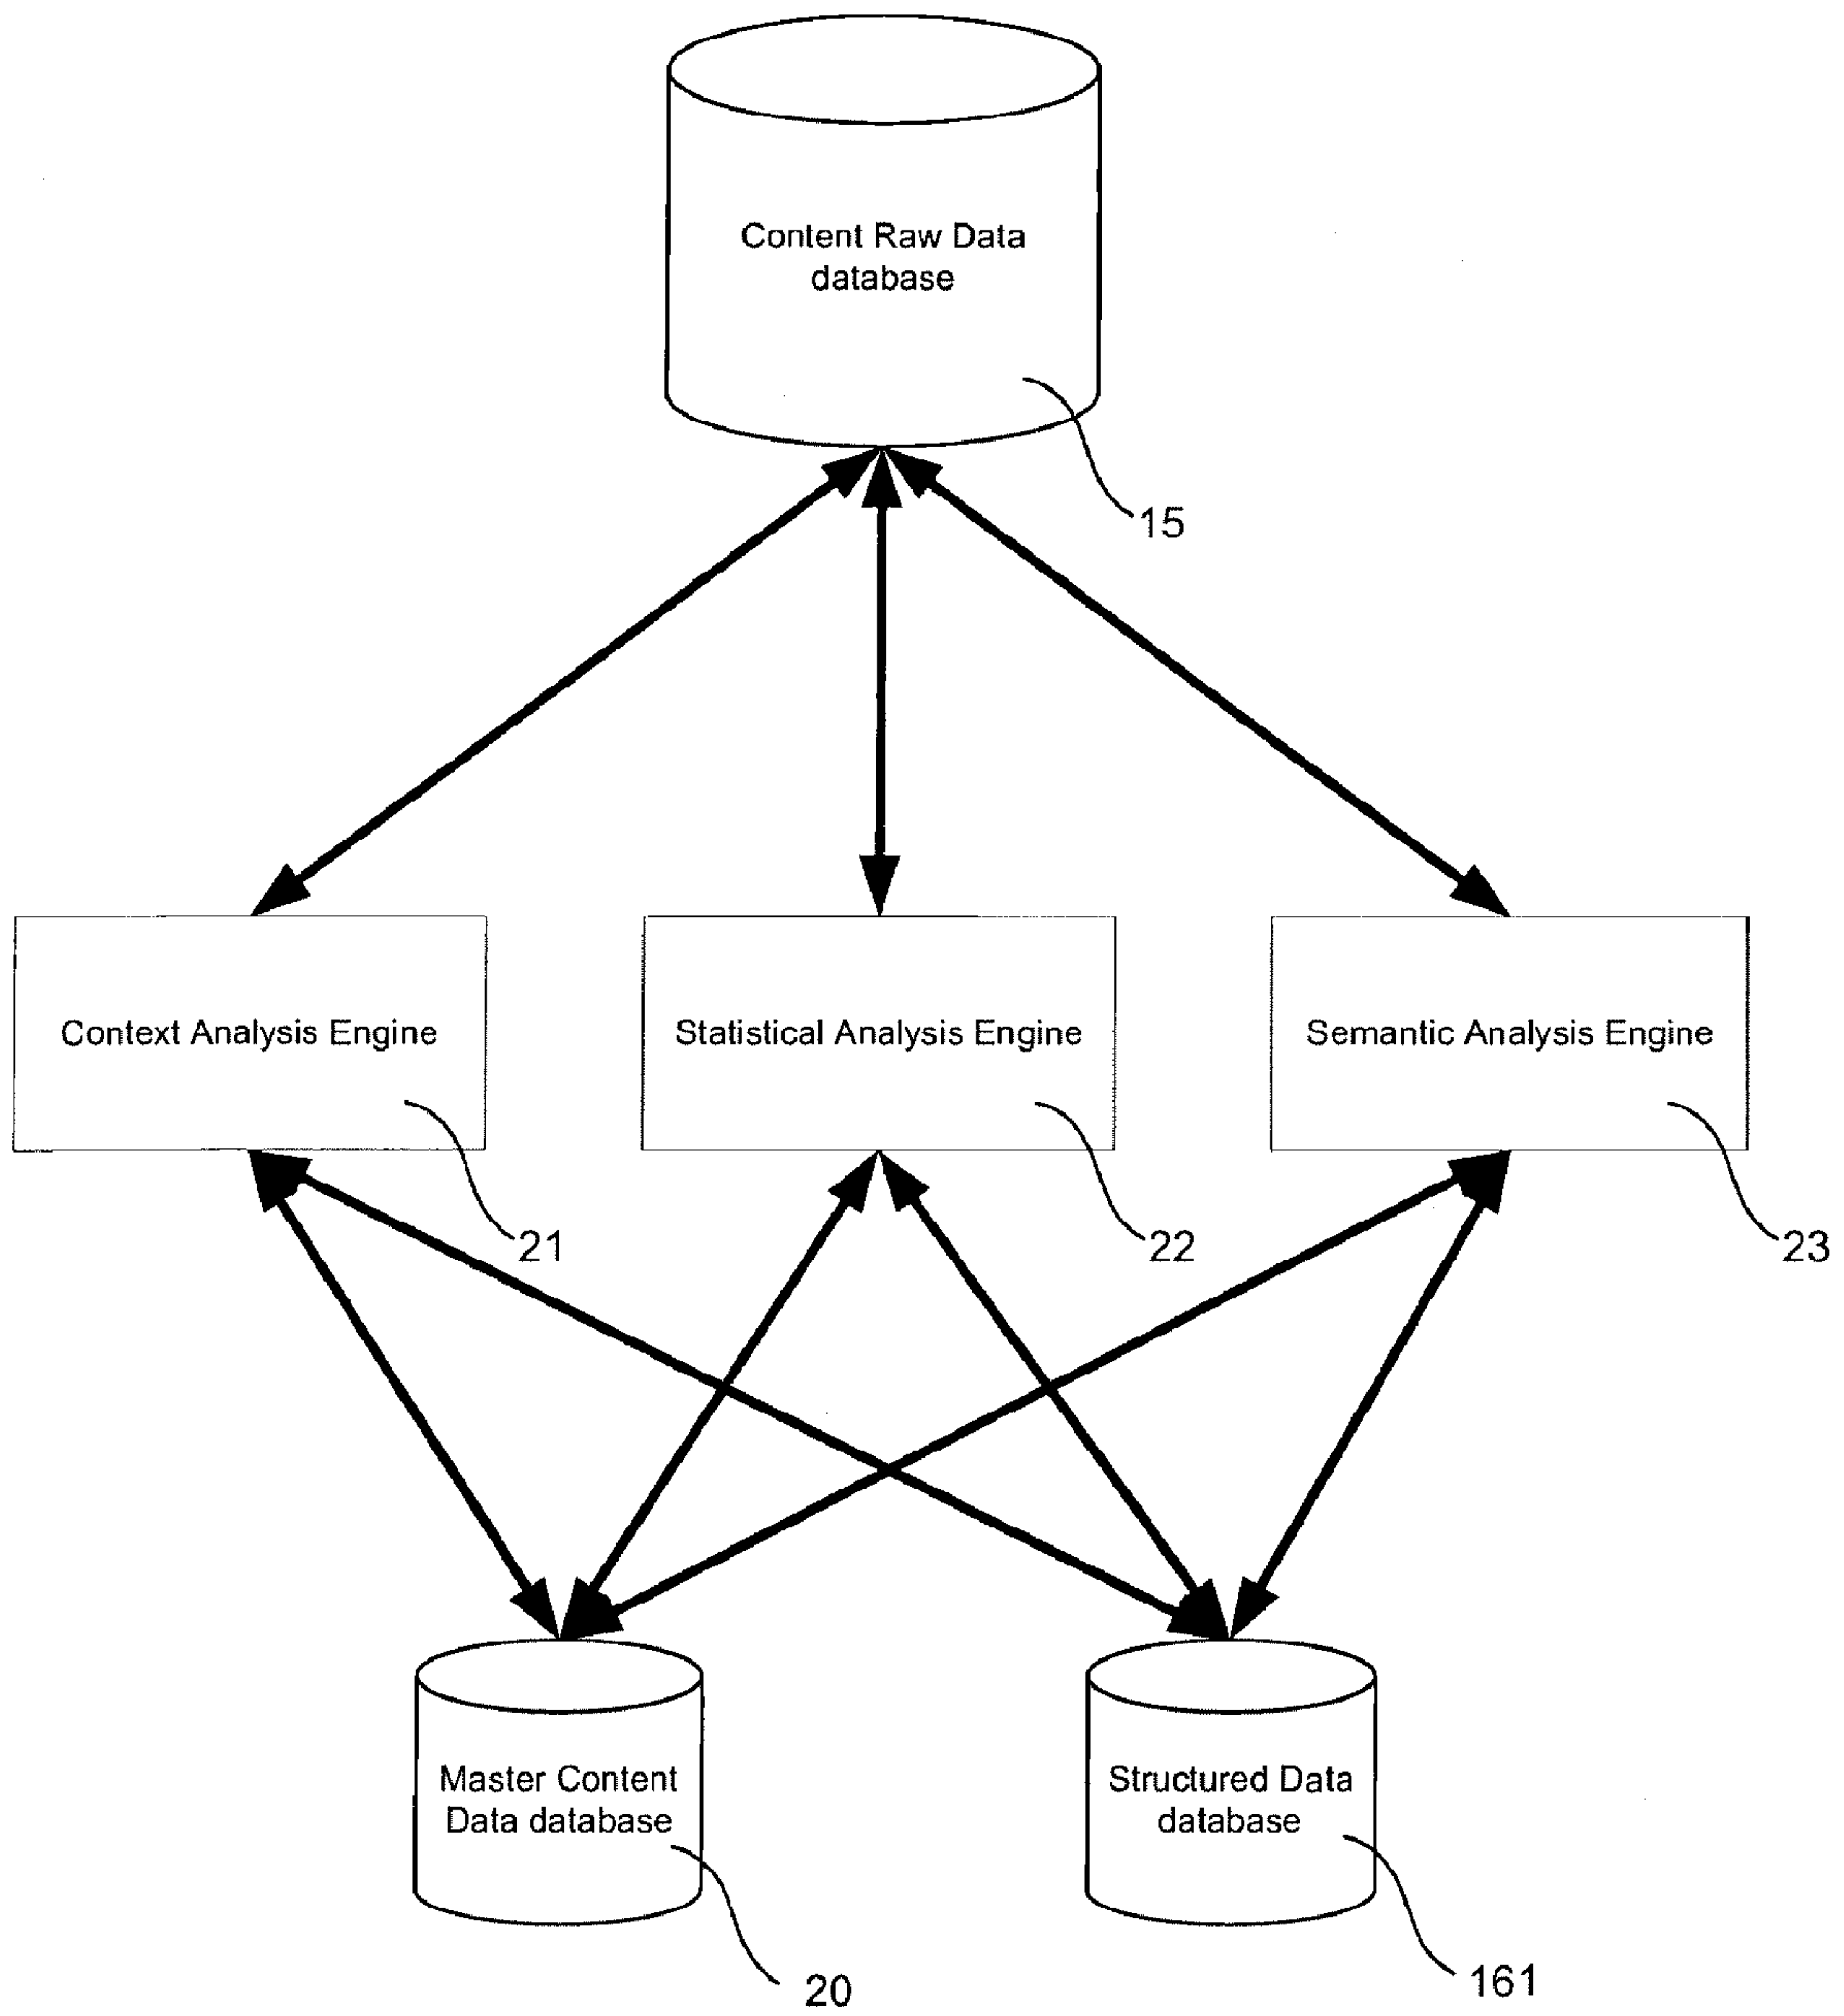 Content Raw Data
database
15
Context Analysis Engine
Statistical Analysis Engine
Semantic Analysis Engine
21
22
23
Master Content
Data database
Structured Data
database
20
161